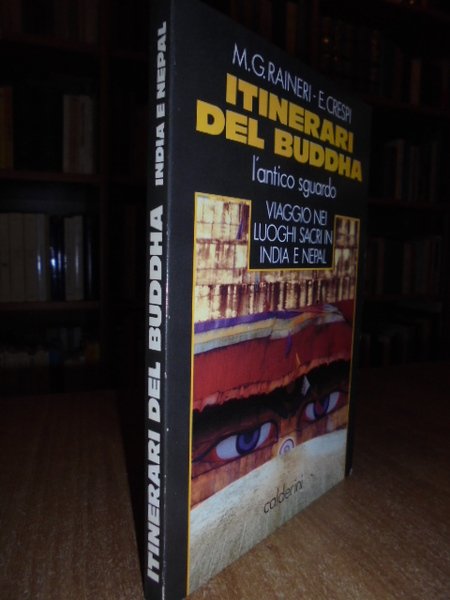 M.G.RAINERI · E.CRESPI
ITINERARI
DEL BUDDHA
l'antico sguardo
VIAGGIO NEI
LUOGHI SACRI IN
INDIA E NEPAL
calderini
ITINERARI DEL BUDDHA INDIA E NEPAL